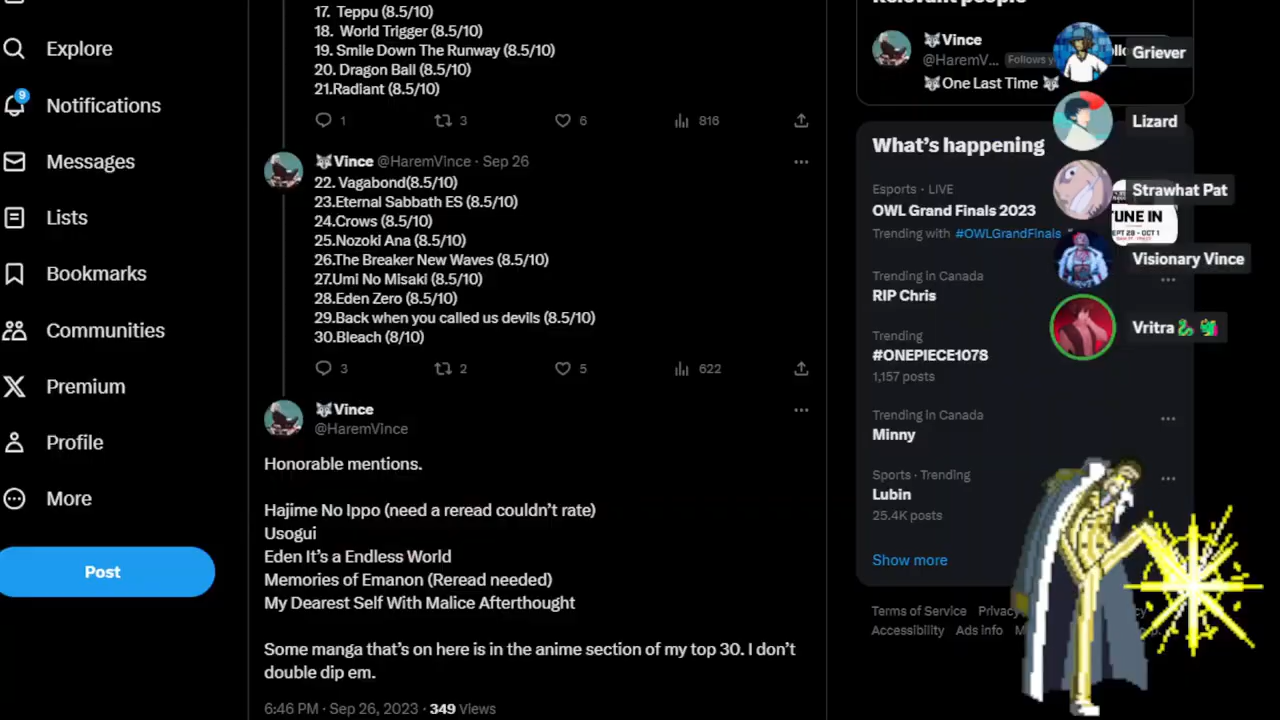 Explore
9
Notifications
Messages
Lists
Bookmarks
Communities
Premium
Profile
More
Post
17. Teppu (8.5/10)
18. World Trigger (8.5/10)
19. Smile Down The Runway (8.5/10)
20. Dragon Ball (8.5/10)
21.Radiant (8.5/10)
1 3 6 816
Vince @HaremVince · Sep 26
22. Vagabond(8.5/10)
23.Eternal Sabbath ES (8.5/10)
24.Crows (8.5/10)
25.Nozoki Ana (8.5/10)
26.The Breaker New Waves (8.5/10)
27.Umi No Misaki (8.5/10)
28.Eden Zero (8.5/10)
29.Back when you called us devils (8.5/10)
30.Bleach (8/10)
3 2 5 622
Vince
@HaremVince
Honorable mentions.
Hajime No Ippo (need a reread couldn't rate)
Usogui
Eden It's a Endless World
Memories of Emanon (Reread needed)
My Dearest Self With Malice Afterthought
Some manga that's on here is in the anime section of my top 30. I don't
double dip em.
6:46 PM · Sep 26, 2023 · 349 Views
Relevant people
Vince
@HaremV... Follows y
One Last Time
What's happening
Esports · LIVE
OWL Grand Finals 2023
Trending with #OWLGrandFinals
TUNE IN
SEPT 28 - OCT 1
Trending in Canada
RIP Chris
Trending
#ONEPIECE1078
1,157 posts
Trending in Canada
Minny
Sports · Trending
Lubin
25.4K posts
Show more
Terms of Service Privacy
Accessibility Ads info
Griever
Lizard
Strawhat Pat
Visionary Vince
Vritra